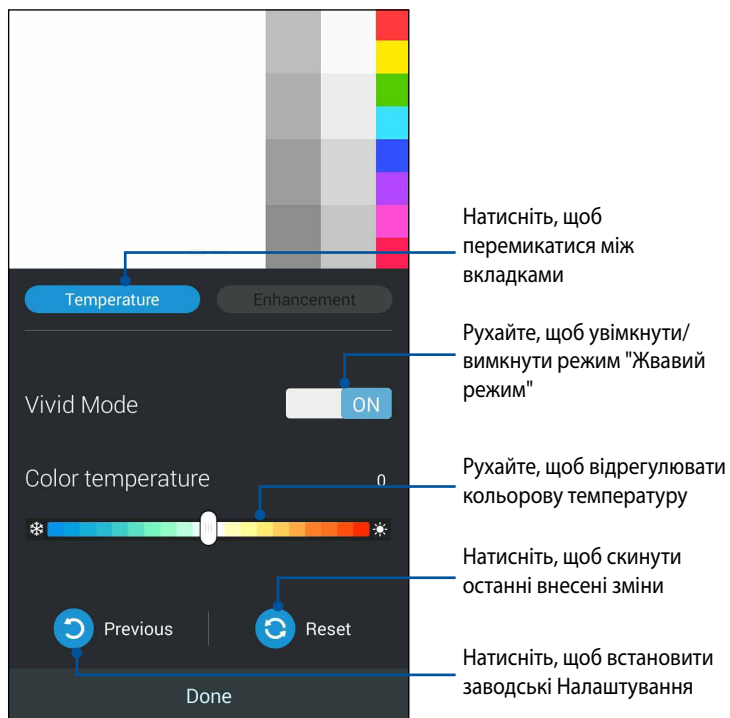 Натисніть, щоб
перемикатися між
вкладками
Temperature
Enhancement
Рухайте, щоб увімкнути/
вимкнути режим "Жвавий
режим"
Vivid Mode
ON
Рухайте, щоб відрегулювати
кольорову температуру
Color temperature
0
Натисніть, щоб скинути
останні внесені зміни
Previous
Reset
Натисніть, щоб встановити
заводські Налаштування
Done